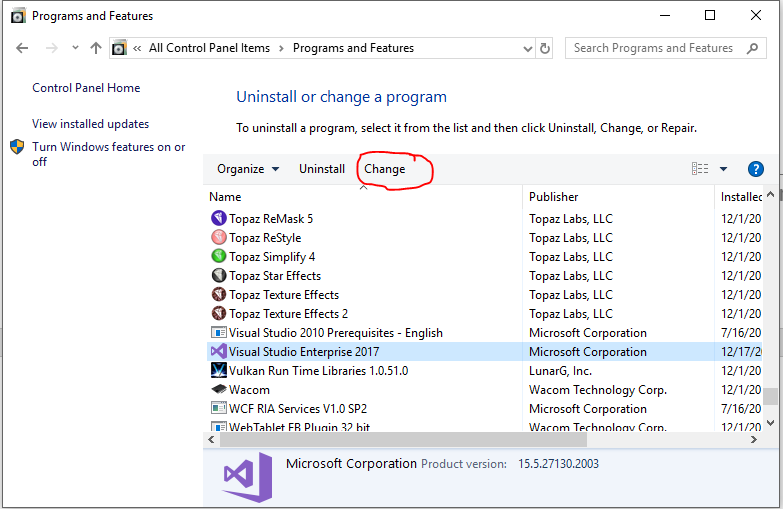 Programs and Features
« All Control Panel Items > Programs and Features
Search Programs and Features
Control Panel Home
View installed updates
Turn Windows features on or
off
Uninstall or change a program
To uninstall a program, select it from the list and then click Uninstall, Change, or Repair.
Organize Uninstall Change
Name Publisher Installed
Topaz ReMask 5 Topaz Labs, LLC 12/1/20
Topaz ReStyle Topaz Labs, LLC 12/1/20
Topaz Simplify 4 Topaz Labs, LLC 12/1/20
Topaz Star Effects Topaz Labs, LLC 12/1/20
Topaz Texture Effects Topaz Labs, LLC 12/1/20
Topaz Texture Effects 2 Topaz Labs, LLC 12/1/20
Visual Studio 2010 Prerequisites - English Microsoft Corporation 7/16/20
Visual Studio Enterprise 2017 Microsoft Corporation 12/17/20
Vulkan Run Time Libraries 1.0.51.0 LunarG, Inc. 12/1/20
Wacom Wacom Technology Corp. 12/1/20
WCF RIA Services V1.0 SP2 Microsoft Corporation 7/16/20
WebTablet FB Plugin 32 bit Wacom Technology Corp. 12/1/20
Microsoft Corporation Product version: 15.5.27130.2003